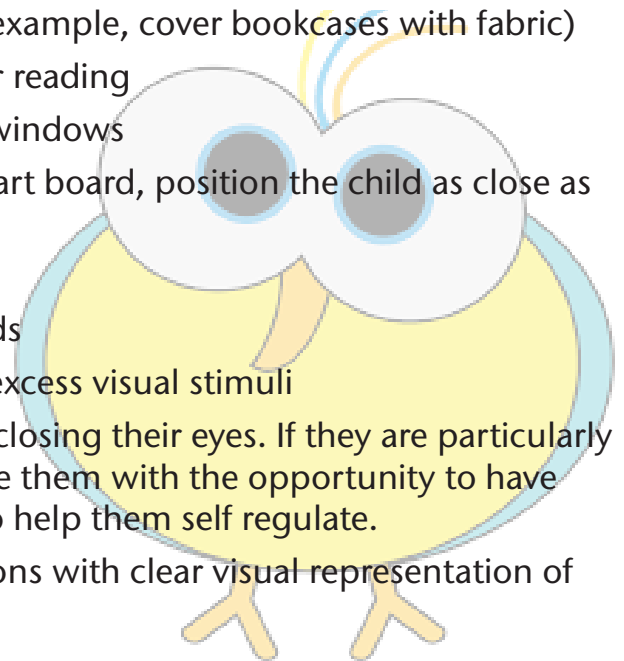 example, cover bookcases with fabric)
reading
windows
art board, position the child as close as
excess visual stimuli
closing their eyes. If they are particularly
them with the opportunity to have
help them self regulate.
with clear visual representation of